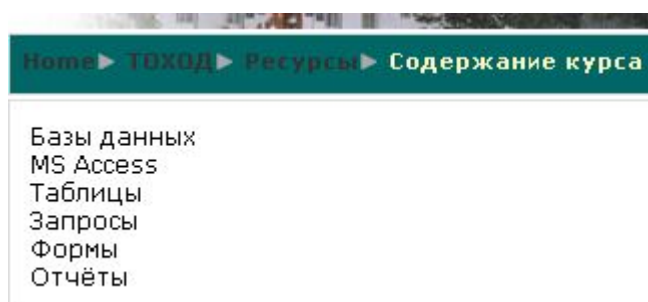 Home▶ ТОХОД▶ Ресурсы▶ Содержание курса
Базы данных
MS Access
Таблицы
Запросы
Формы
Отчёты